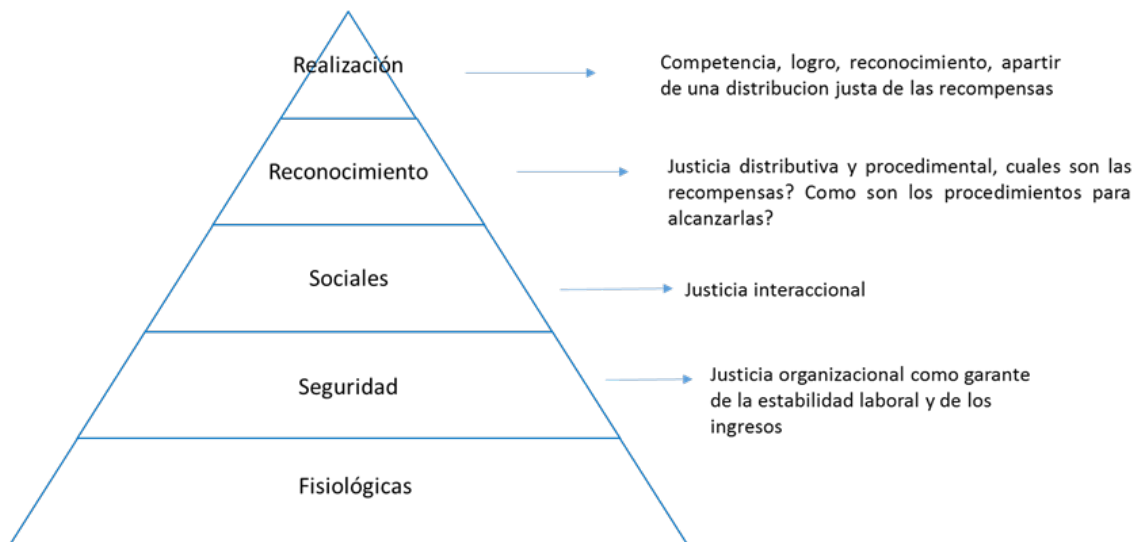 Realización
Competencia, logro, reconocimiento, apartir
de una distribucion justa de las recompensas
Reconocimiento
Justicia distributiva y procedimental, cuales son las
recompensas? Como son los procedimientos para
alcanzarlas?
Sociales
Justicia interaccional
Seguridad
Justicia organizacional como garante
de la estabilidad laboral y de los
ingresos
Fisiológicas